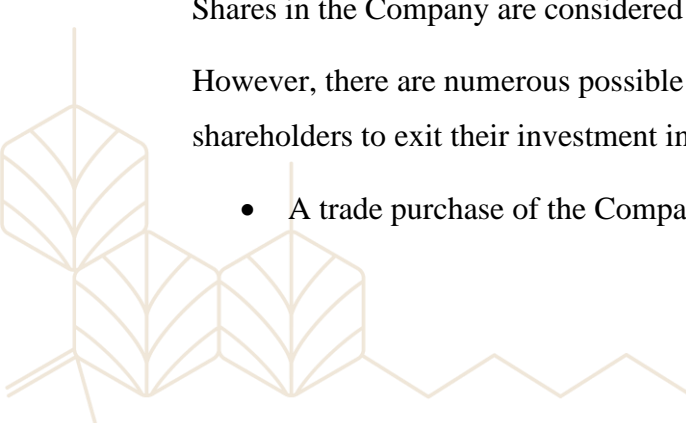 Shares in the Company are considered
However, there are numerous possible
shareholders to exit their investment in
• A trade purchase of the Compa